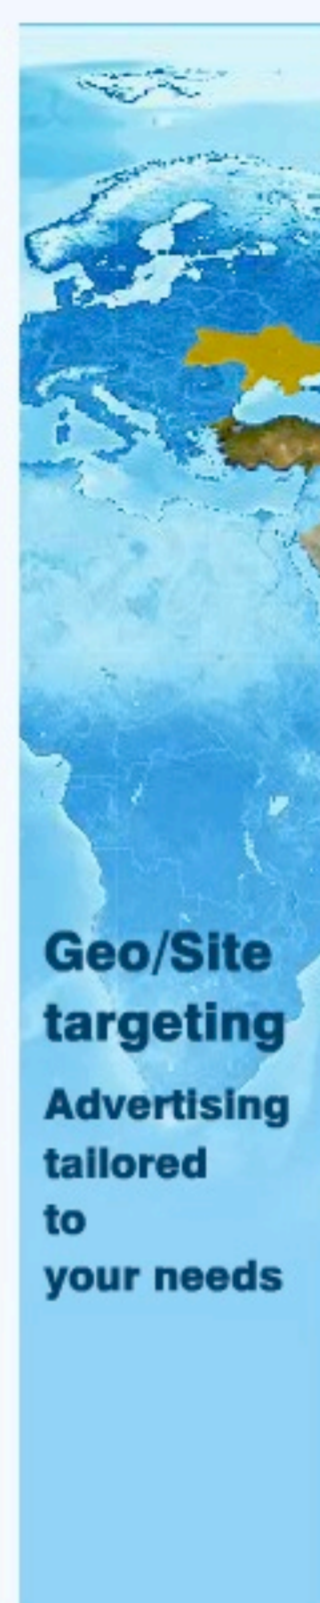 Geo/Site
targeting
Advertising
tailored
to
your needs